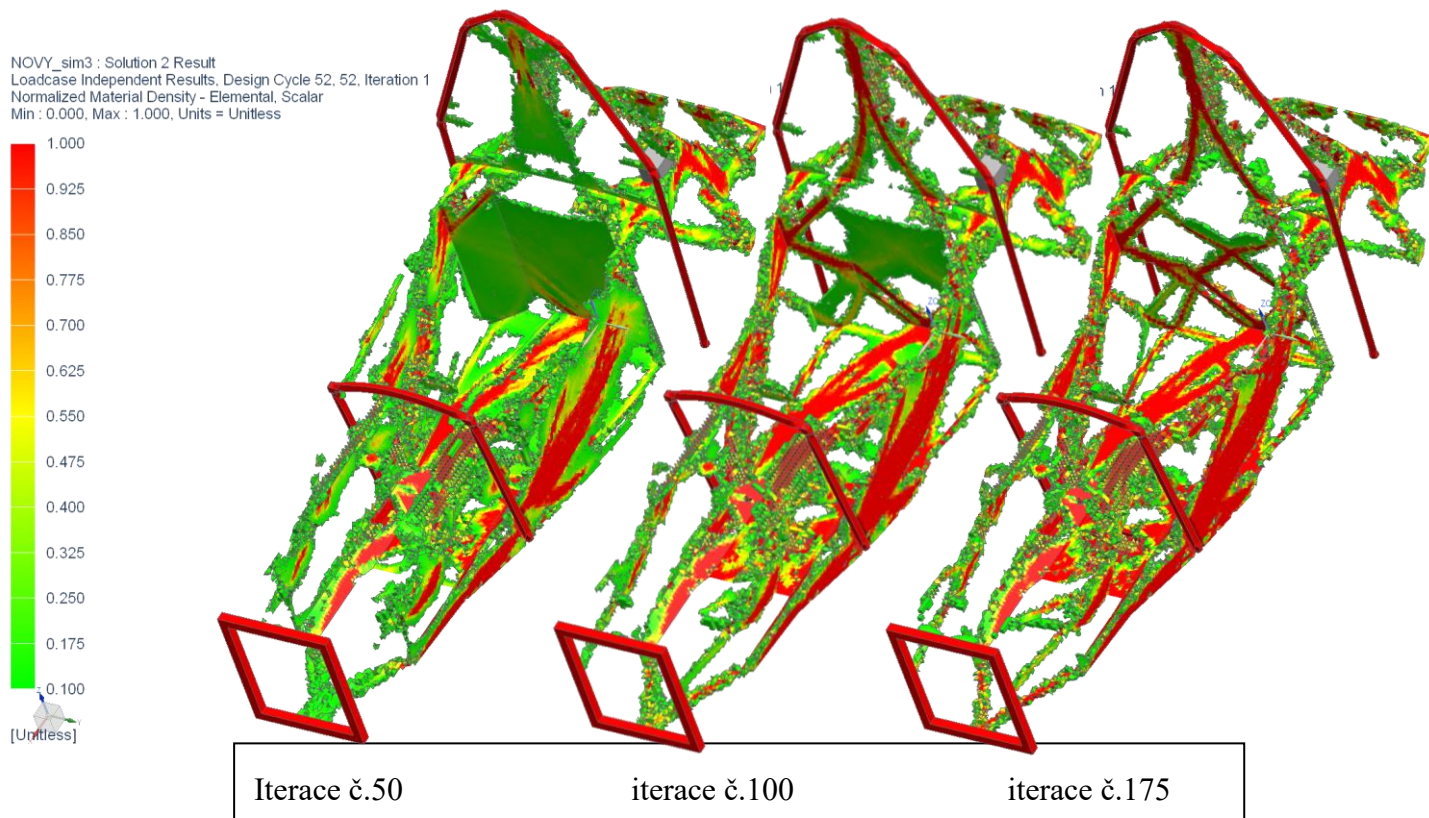 NOVY_sim3 : Solution 2 Result
Loadcase Independent Results, Design Cycle 52, 52, Iteration 1
Normalized Material Density - Elemental, Scalar
Min : 0.000, Max : 1.000, Units = Unitless
1.000
0.925
0.850
0.775
0.700
0.625
0.550
0.475
0.400
0.325
0.250
0.175
0.100
[Unitless]
Iterace č.50 iterace č.100 iterace č.175